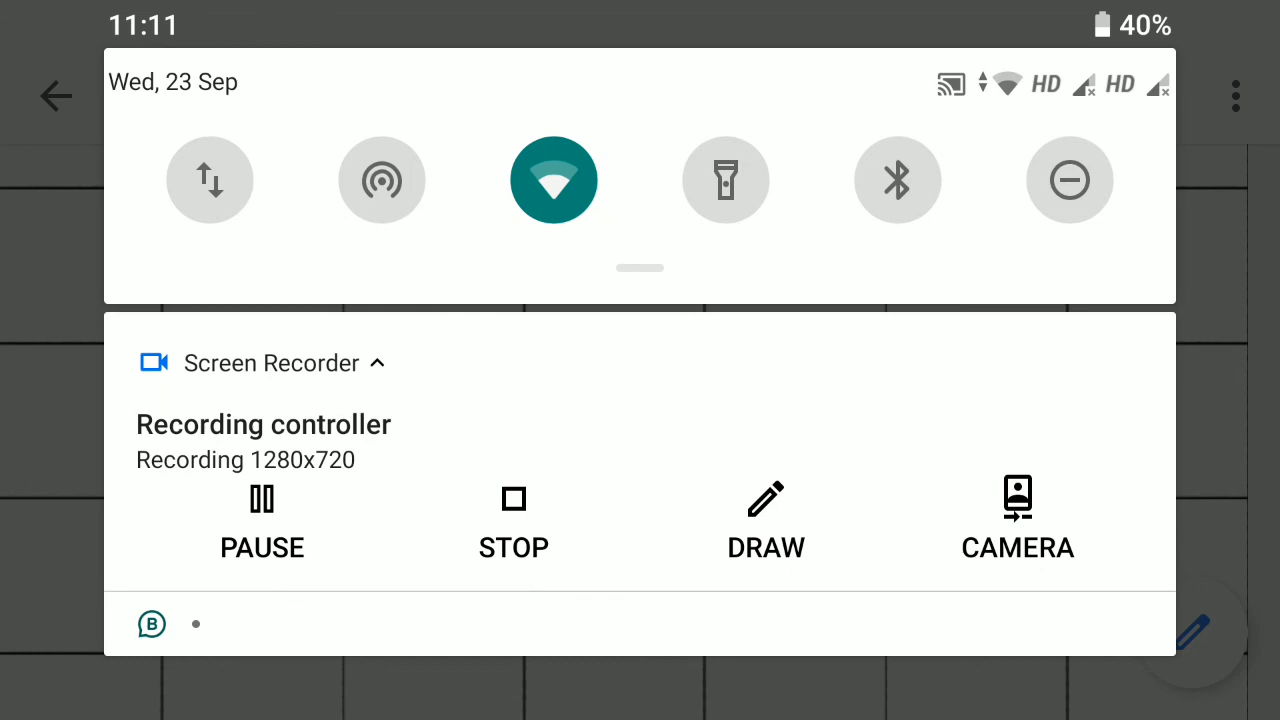 11:11
40%
Wed, 23 Sep
HD HD
Screen Recorder
Recording controller
Recording 1280x720
PAUSE STOP DRAW CAMERA
B